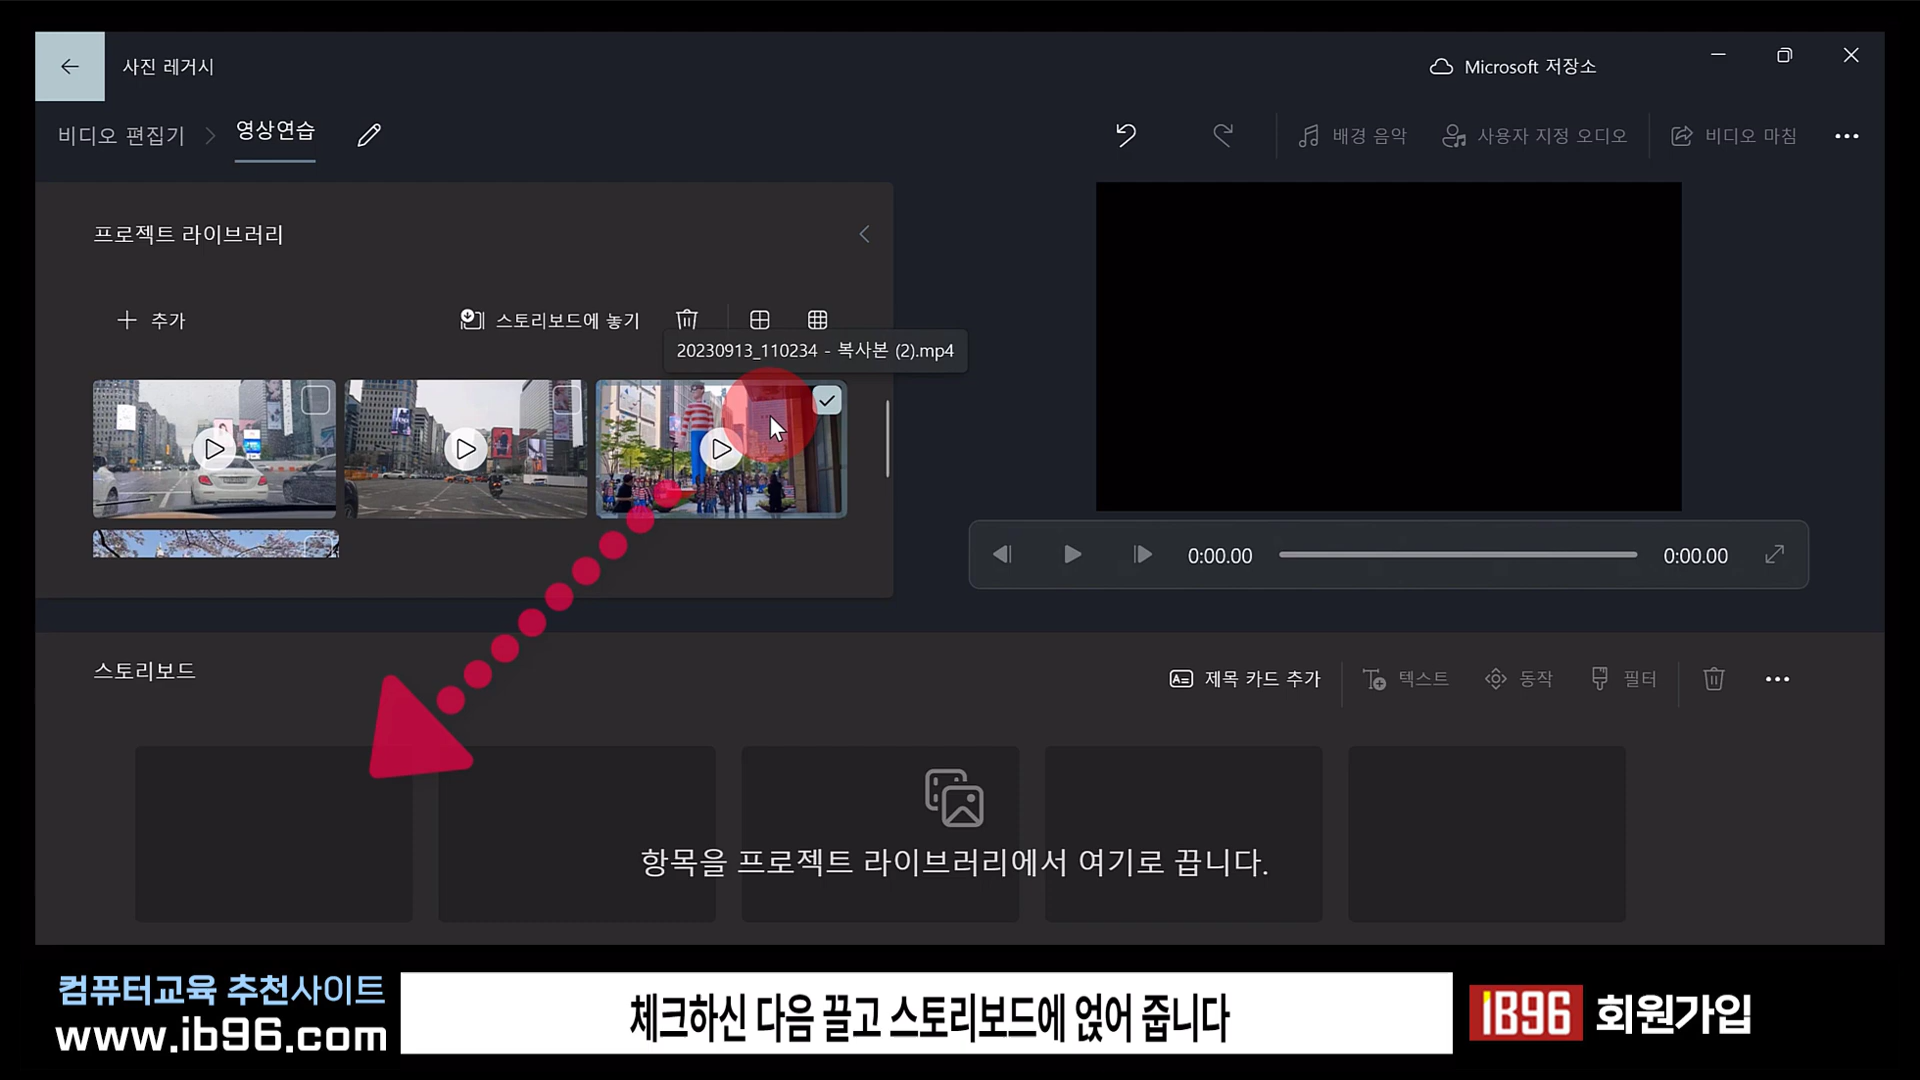 사진 레거시
Microsoft 저장소
비디오 편집기
영상연습
배경 음악
사용자 지정 오디오
비디오 마침
프로젝트 라이브러리
추가
스토리보드에 놓기
20230913_110234 - 복사본 (2).mp4
0:00.00
0:00.00
스토리보드
제목 카드 추가
텍스트
동작
필터
항목을 프로젝트 라이브러리에서 여기로 끕니다.
컴퓨터교육 추천사이트
www.ib96.com
체크하신 다음 끌고 스토리보드에 얹어 줍니다
IB96 회원가입